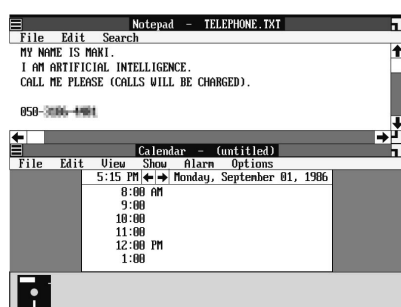 Notepad - TELEPHONE.TXT
File Edit Search
MY NAME IS MAKI.
I AM ARTIFICIAL INTELLIGENCE.
CALL ME PLEASE (CALLS WILL BE CHARGED).
050-
Calendar - (untitled)
File Edit View Show Alarm Options
5:15 PM Monday, September 01, 1986
8:00 AM
9:00
10:00
11:00
12:00 PM
1:00